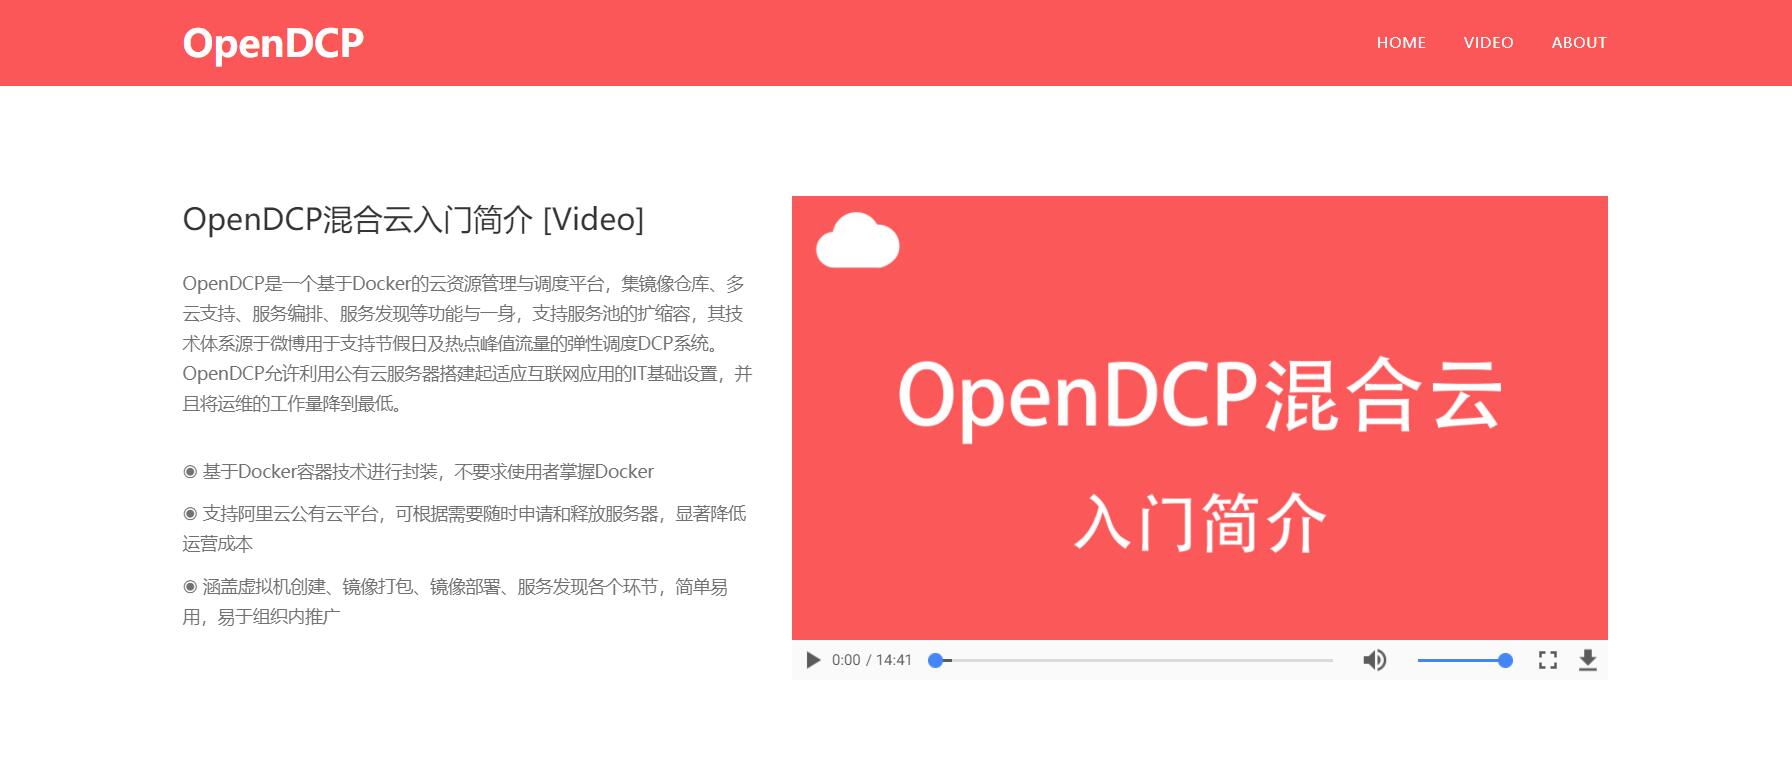 OpenDCP
HOME VIDEO ABOUT
OpenDCP混合云入门简介 [Video]
OpenDCP是一个基于Docker的云资源管理与调度平台，集镜像仓库、多
云支持、服务编排、服务发现等功能与一身，支持服务池的扩缩容，其技
术体系源于微博用于支持节假日及热点峰值流量的弹性调度DCP系统。
OpenDCP允许利用公有云服务器搭建起适应互联网应用的IT基础设置，并
且将运维的工作量降到最低。
◉ 基于Docker容器技术进行封装，不要求使用者掌握Docker
◉ 支持阿里云公有云平台，可根据需要随时申请和释放服务器，显著降低
运营成本
◉ 涵盖虚拟机创建、镜像打包、镜像部署、服务发现各个环节，简单易
用，易于组织内推广
OpenDCP混合云
入门简介
0:00 / 14:41